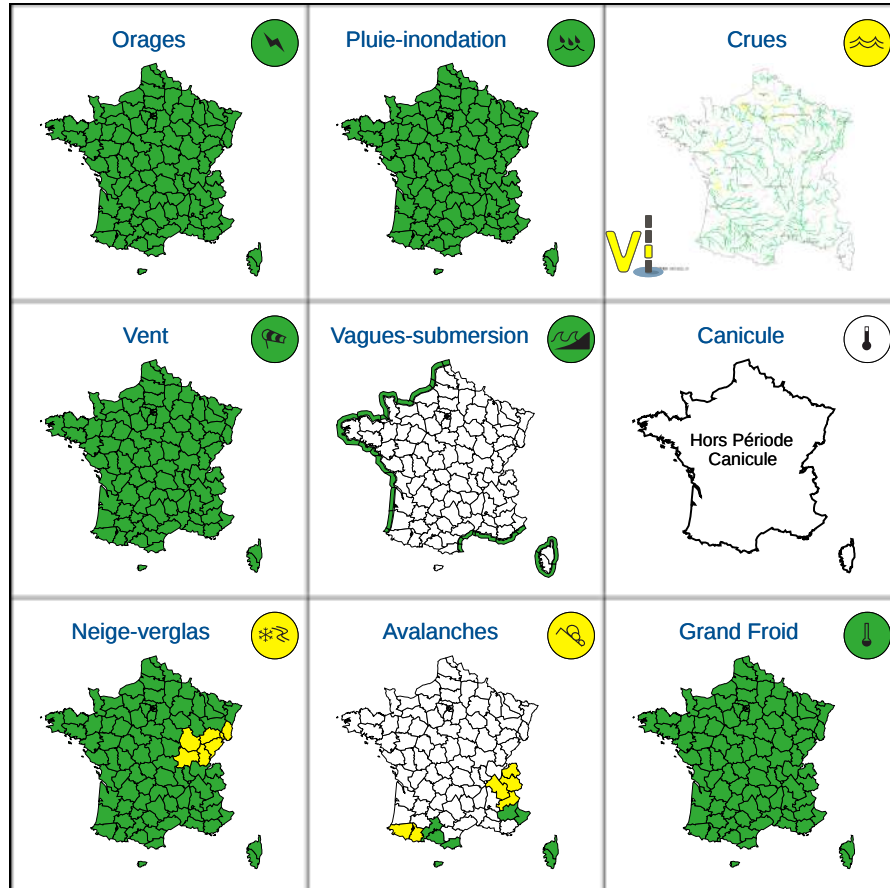 Orages
Pluie-inondation
Crues
Vent
Vagues-submersion
Canicule
Hors Période
Canicule
Neige-verglas
Avalanches
Grand Froid